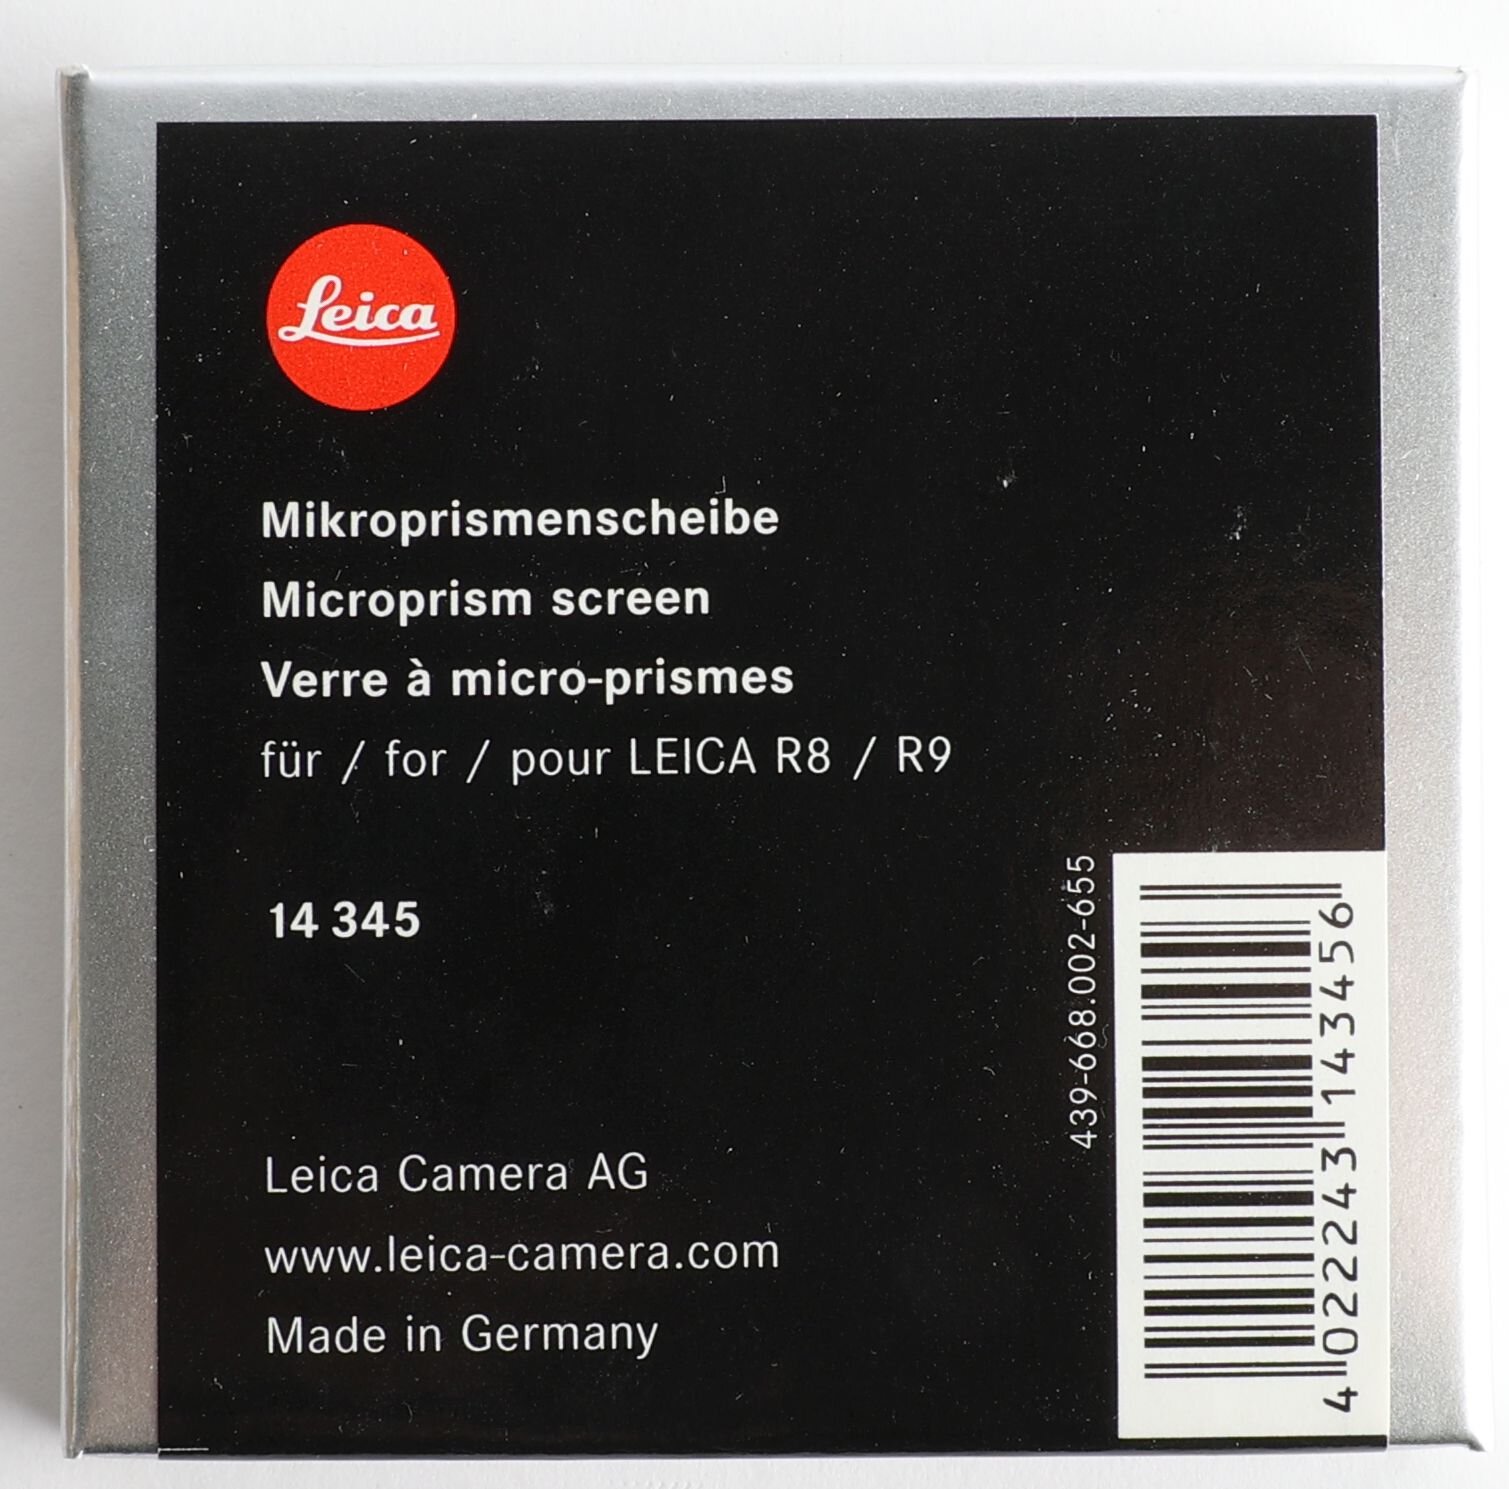 Leica
Mikroprismenscheibe
Microprism screen
Verre à micro-prismes
für / for / pour LEICA R8 / R9
14 345
439-668.002-655
4 022243 143456
Leica Camera AG
www.leica-camera.com
Made in Germany